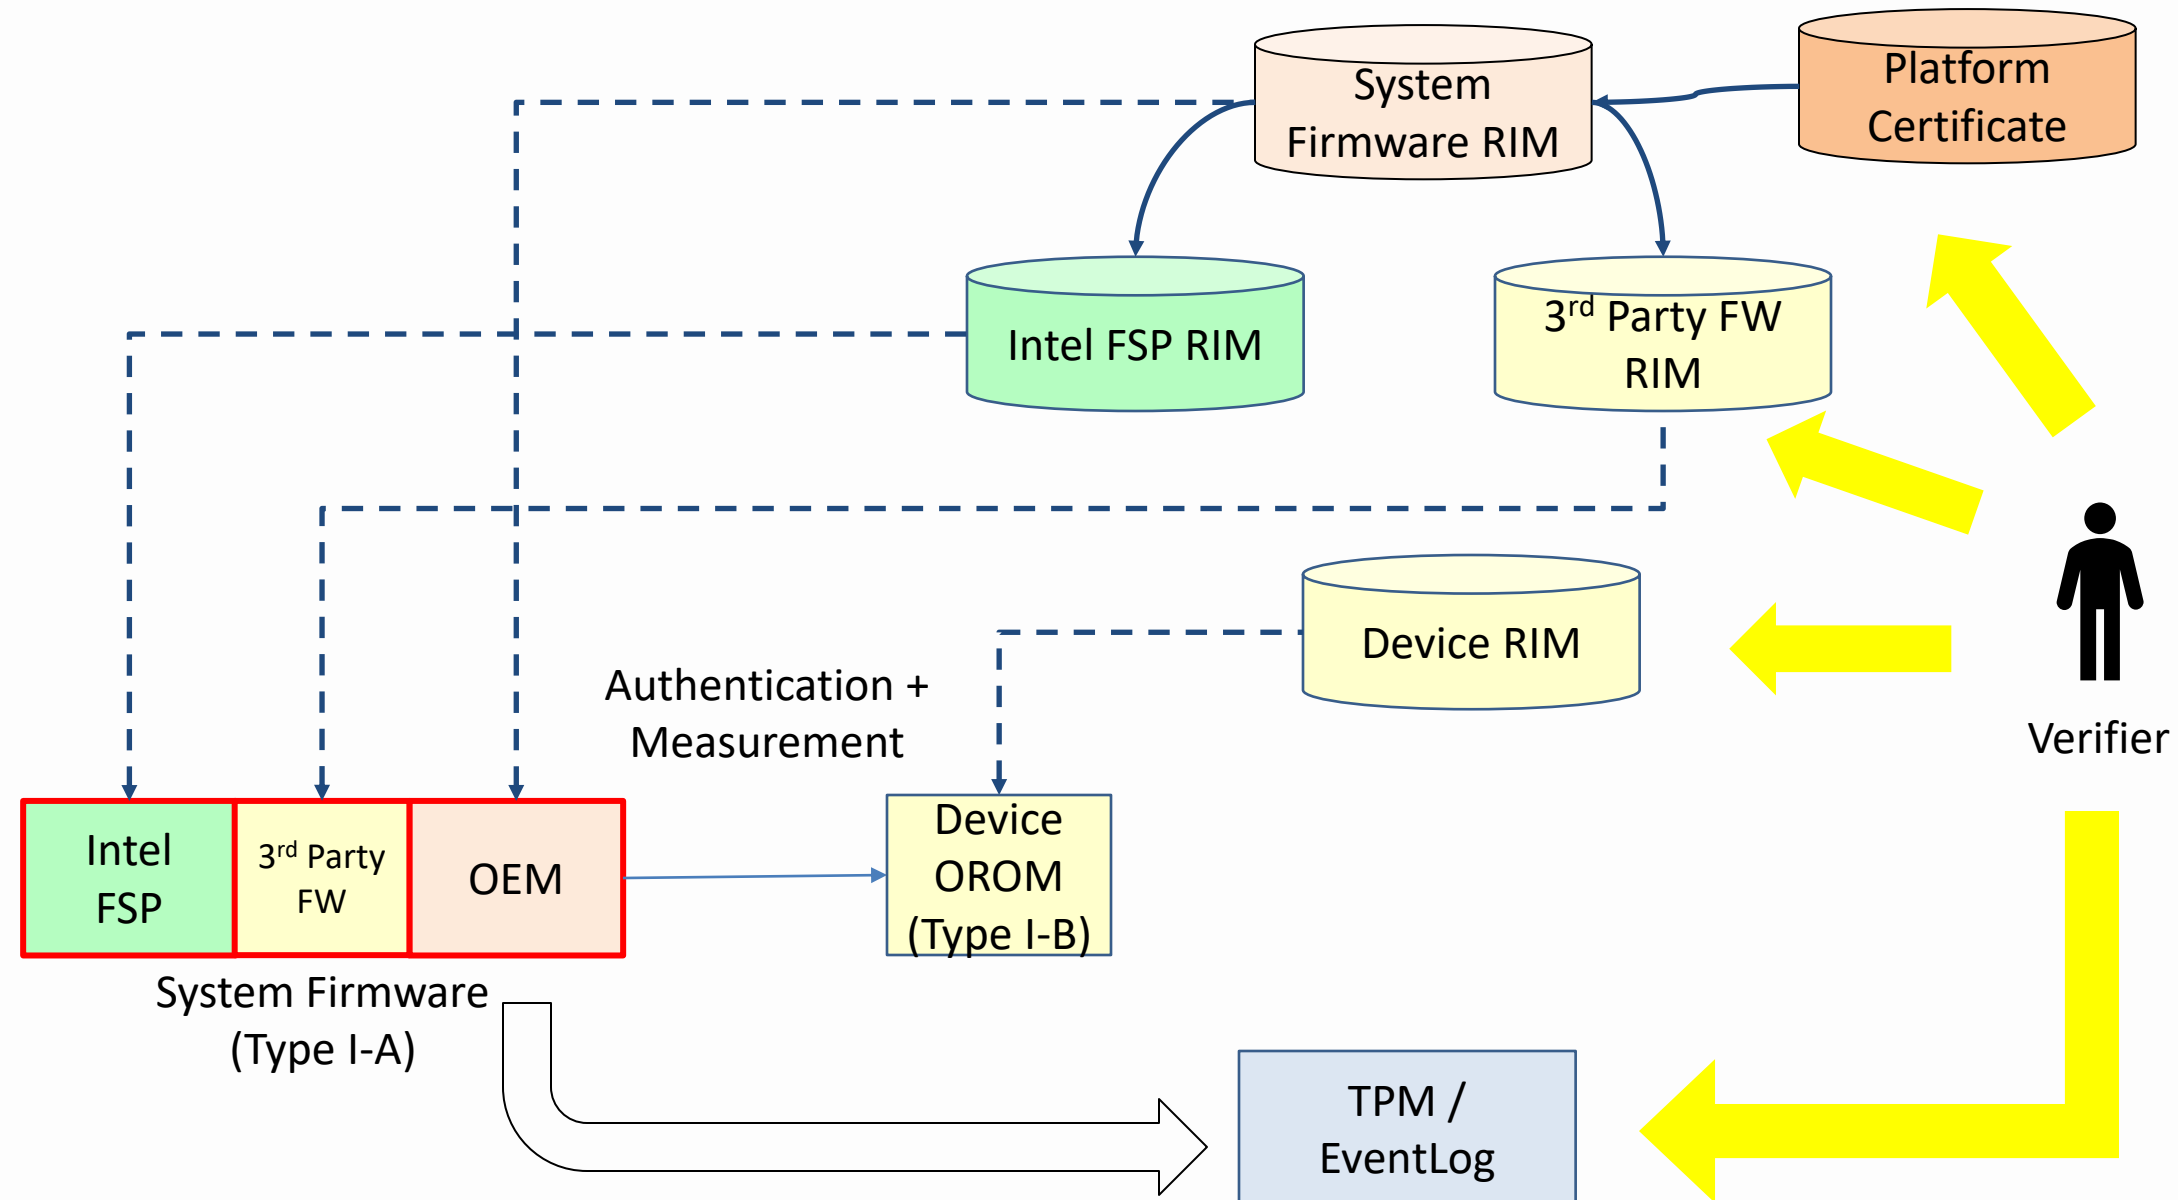 System
Firmware RIM
Platform
Certificate
Intel FSP RIM
3rd Party FW
RIM
Device RIM
Authentication +
Measurement
Verifier
Intel
FSP
3rd Party
FW
OEM
Device
OROM
(Type I-B)
System Firmware
(Type I-A)
TPM /
EventLog